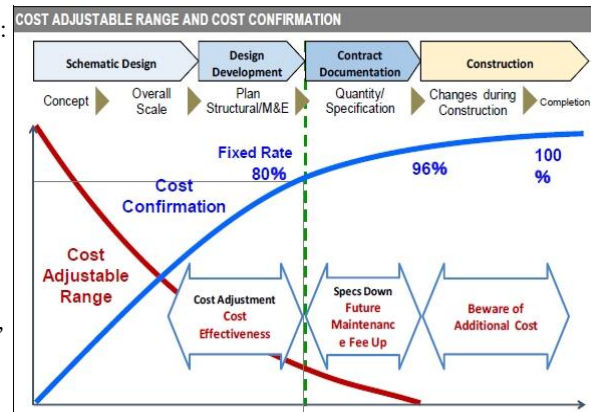 COST ADJUSTABLE RANGE AND COST CONFIRMATION
:
Schematic Design
Design
Development
Contract
Documentation
Construction
Concept
Overall
Scale
Plan
Structural/M&E
Quantity/
Specification
Changes during
Construction
Completion
Fixed Rate
80%
96%
100
%
Cost
Confirmation
Cost
Adjustable
Range
Cost Adjustment
Cost
Effectiveness
Specs Down
Future
Maintenanc
e Fee Up
Beware of
Additional Cost
,